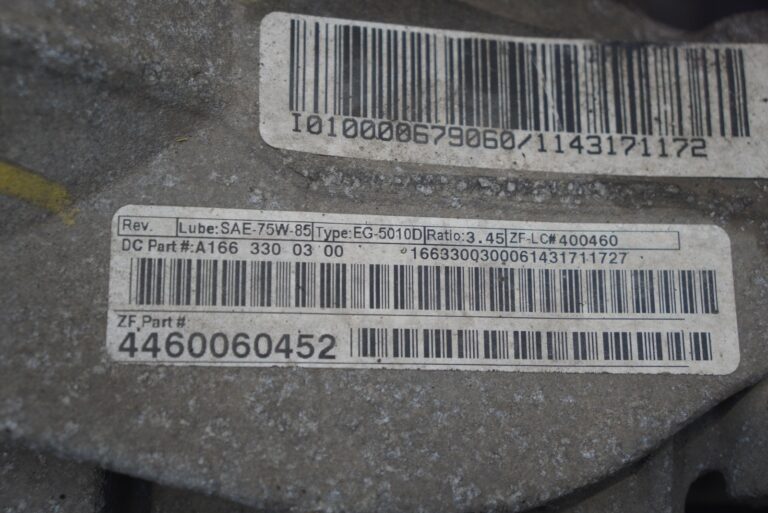 I010000679060/1143171172
Rev. Lube:SAE-75W-85 Type:EG-5010D Ratio:3.45 ZF-LC#400460
DC Part #:A166 330 03 00 1663300300061431711727
ZF Part #
4460060452